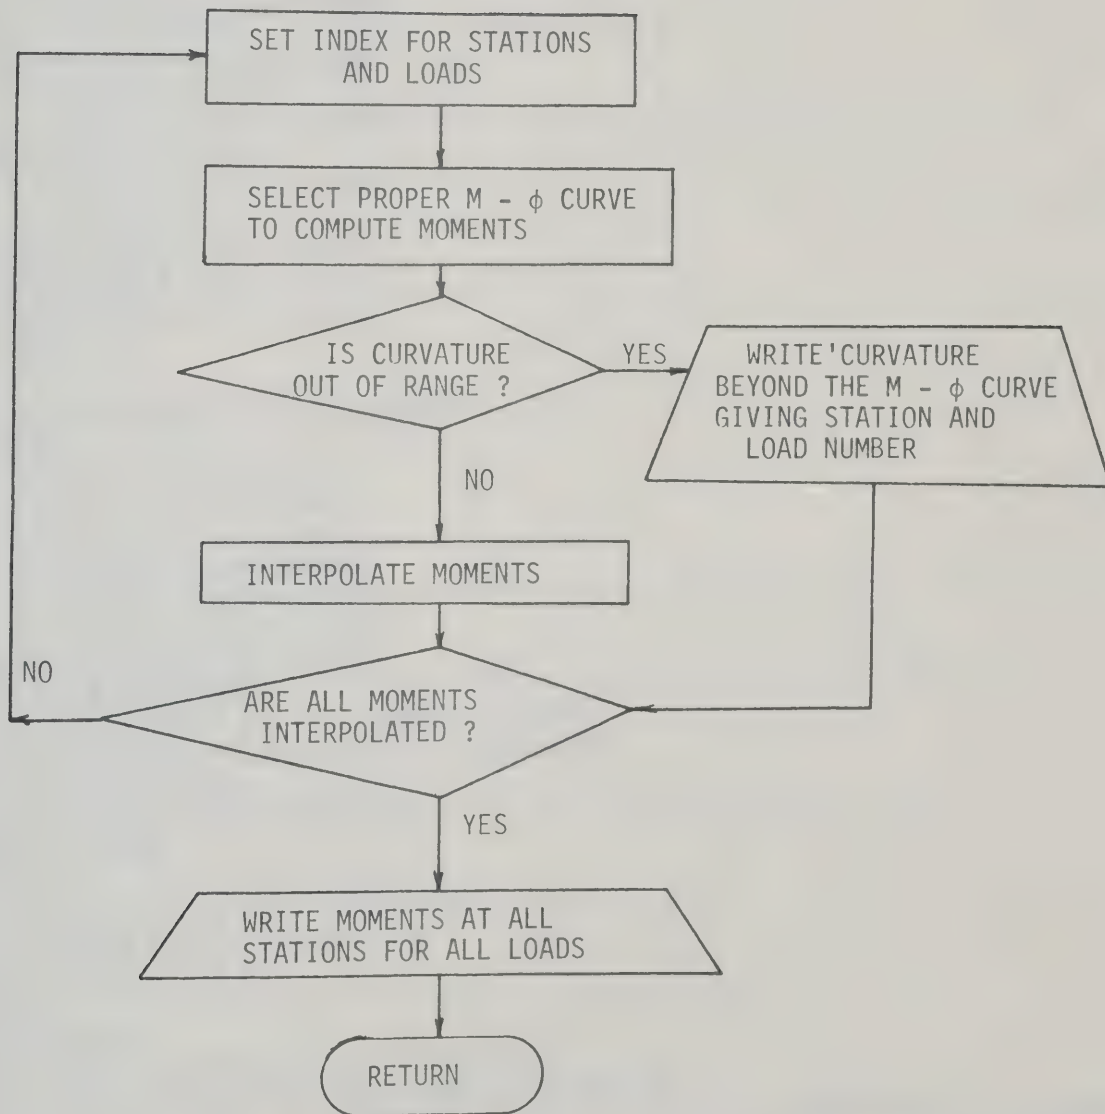 SET INDEX FOR STATIONS
AND LOADS
SELECT PROPER M - ϕ CURVE
TO COMPUTE MOMENTS
IS CURVATURE
OUT OF RANGE ?
YES
WRITE'CURVATURE
BEYOND THE M - ϕ CURVE
GIVING STATION AND
LOAD NUMBER
NO
INTERPOLATE MOMENTS
NO
ARE ALL MOMENTS
INTERPOLATED ?
YES
WRITE MOMENTS AT ALL
STATIONS FOR ALL LOADS
RETURN